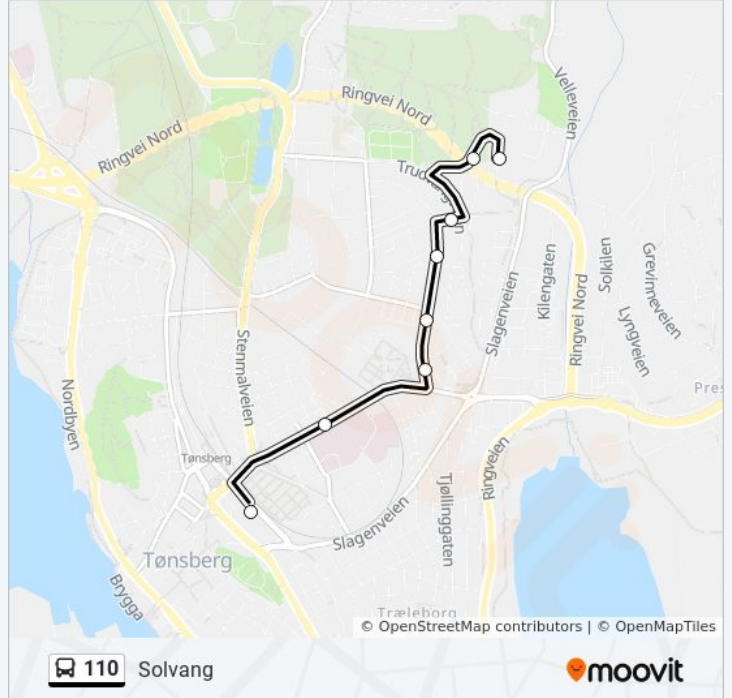 Ringvei Nord
Velleveien
Ringvei Nord
Slagenveien
Kilengaten
Solkilen
Grevinneveien
Ringvei Nord
Lyngveien
Stenmalveien
Nordbyen
Pres
Tønsberg
Ringveien
Tjøllinggaten
Slagenveien
Tønsberg
Brygga
Træleborg
© OpenStreetMap contributors | © OpenMapTiles
110 Solvang
moovit